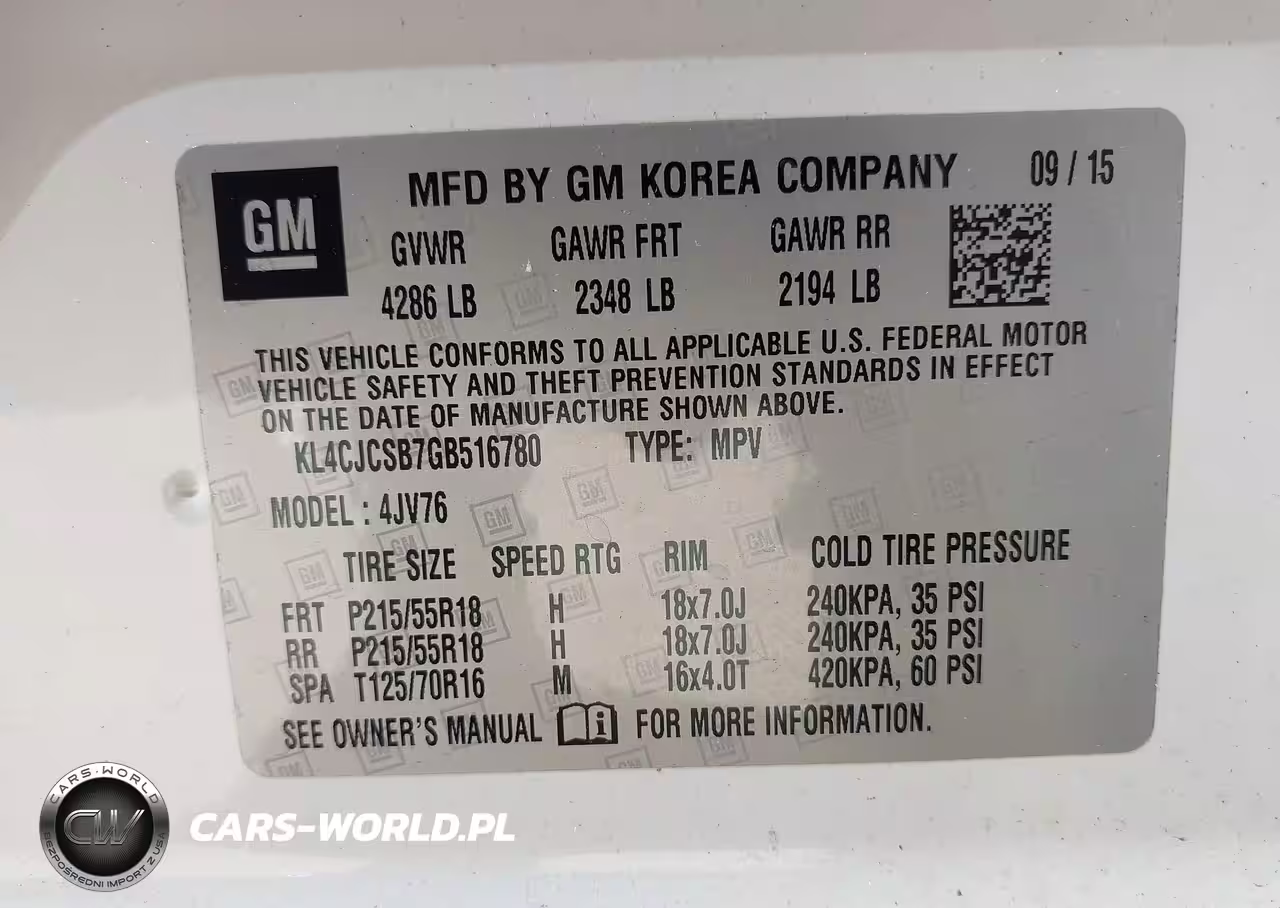 GM
MFD BY GM KOREA COMPANY 09 / 15
GVWR GAWR FRT GAWR RR
4286 LB 2348 LB 2194 LB
THIS VEHICLE CONFORMS TO ALL APPLICABLE U.S. FEDERAL MOTOR
VEHICLE SAFETY AND THEFT PREVENTION STANDARDS IN EFFECT
ON THE DATE OF MANUFACTURE SHOWN ABOVE.
KL4CJCSB7GB516780 TYPE: MPV
MODEL : 4JV76
TIRE SIZE SPEED RTG RIM COLD TIRE PRESSURE
FRT P215/55R18 H 18x7.0J 240KPA, 35 PSI
RR P215/55R18 H 18x7.0J 240KPA, 35 PSI
SPA T125/70R16 M 16x4.0T 420KPA, 60 PSI
SEE OWNER'S MANUAL i FOR MORE INFORMATION.
CARS-WORLD
CW
BEZPOŚREDNI IMPORT Z USA
CARS-WORLD.PL